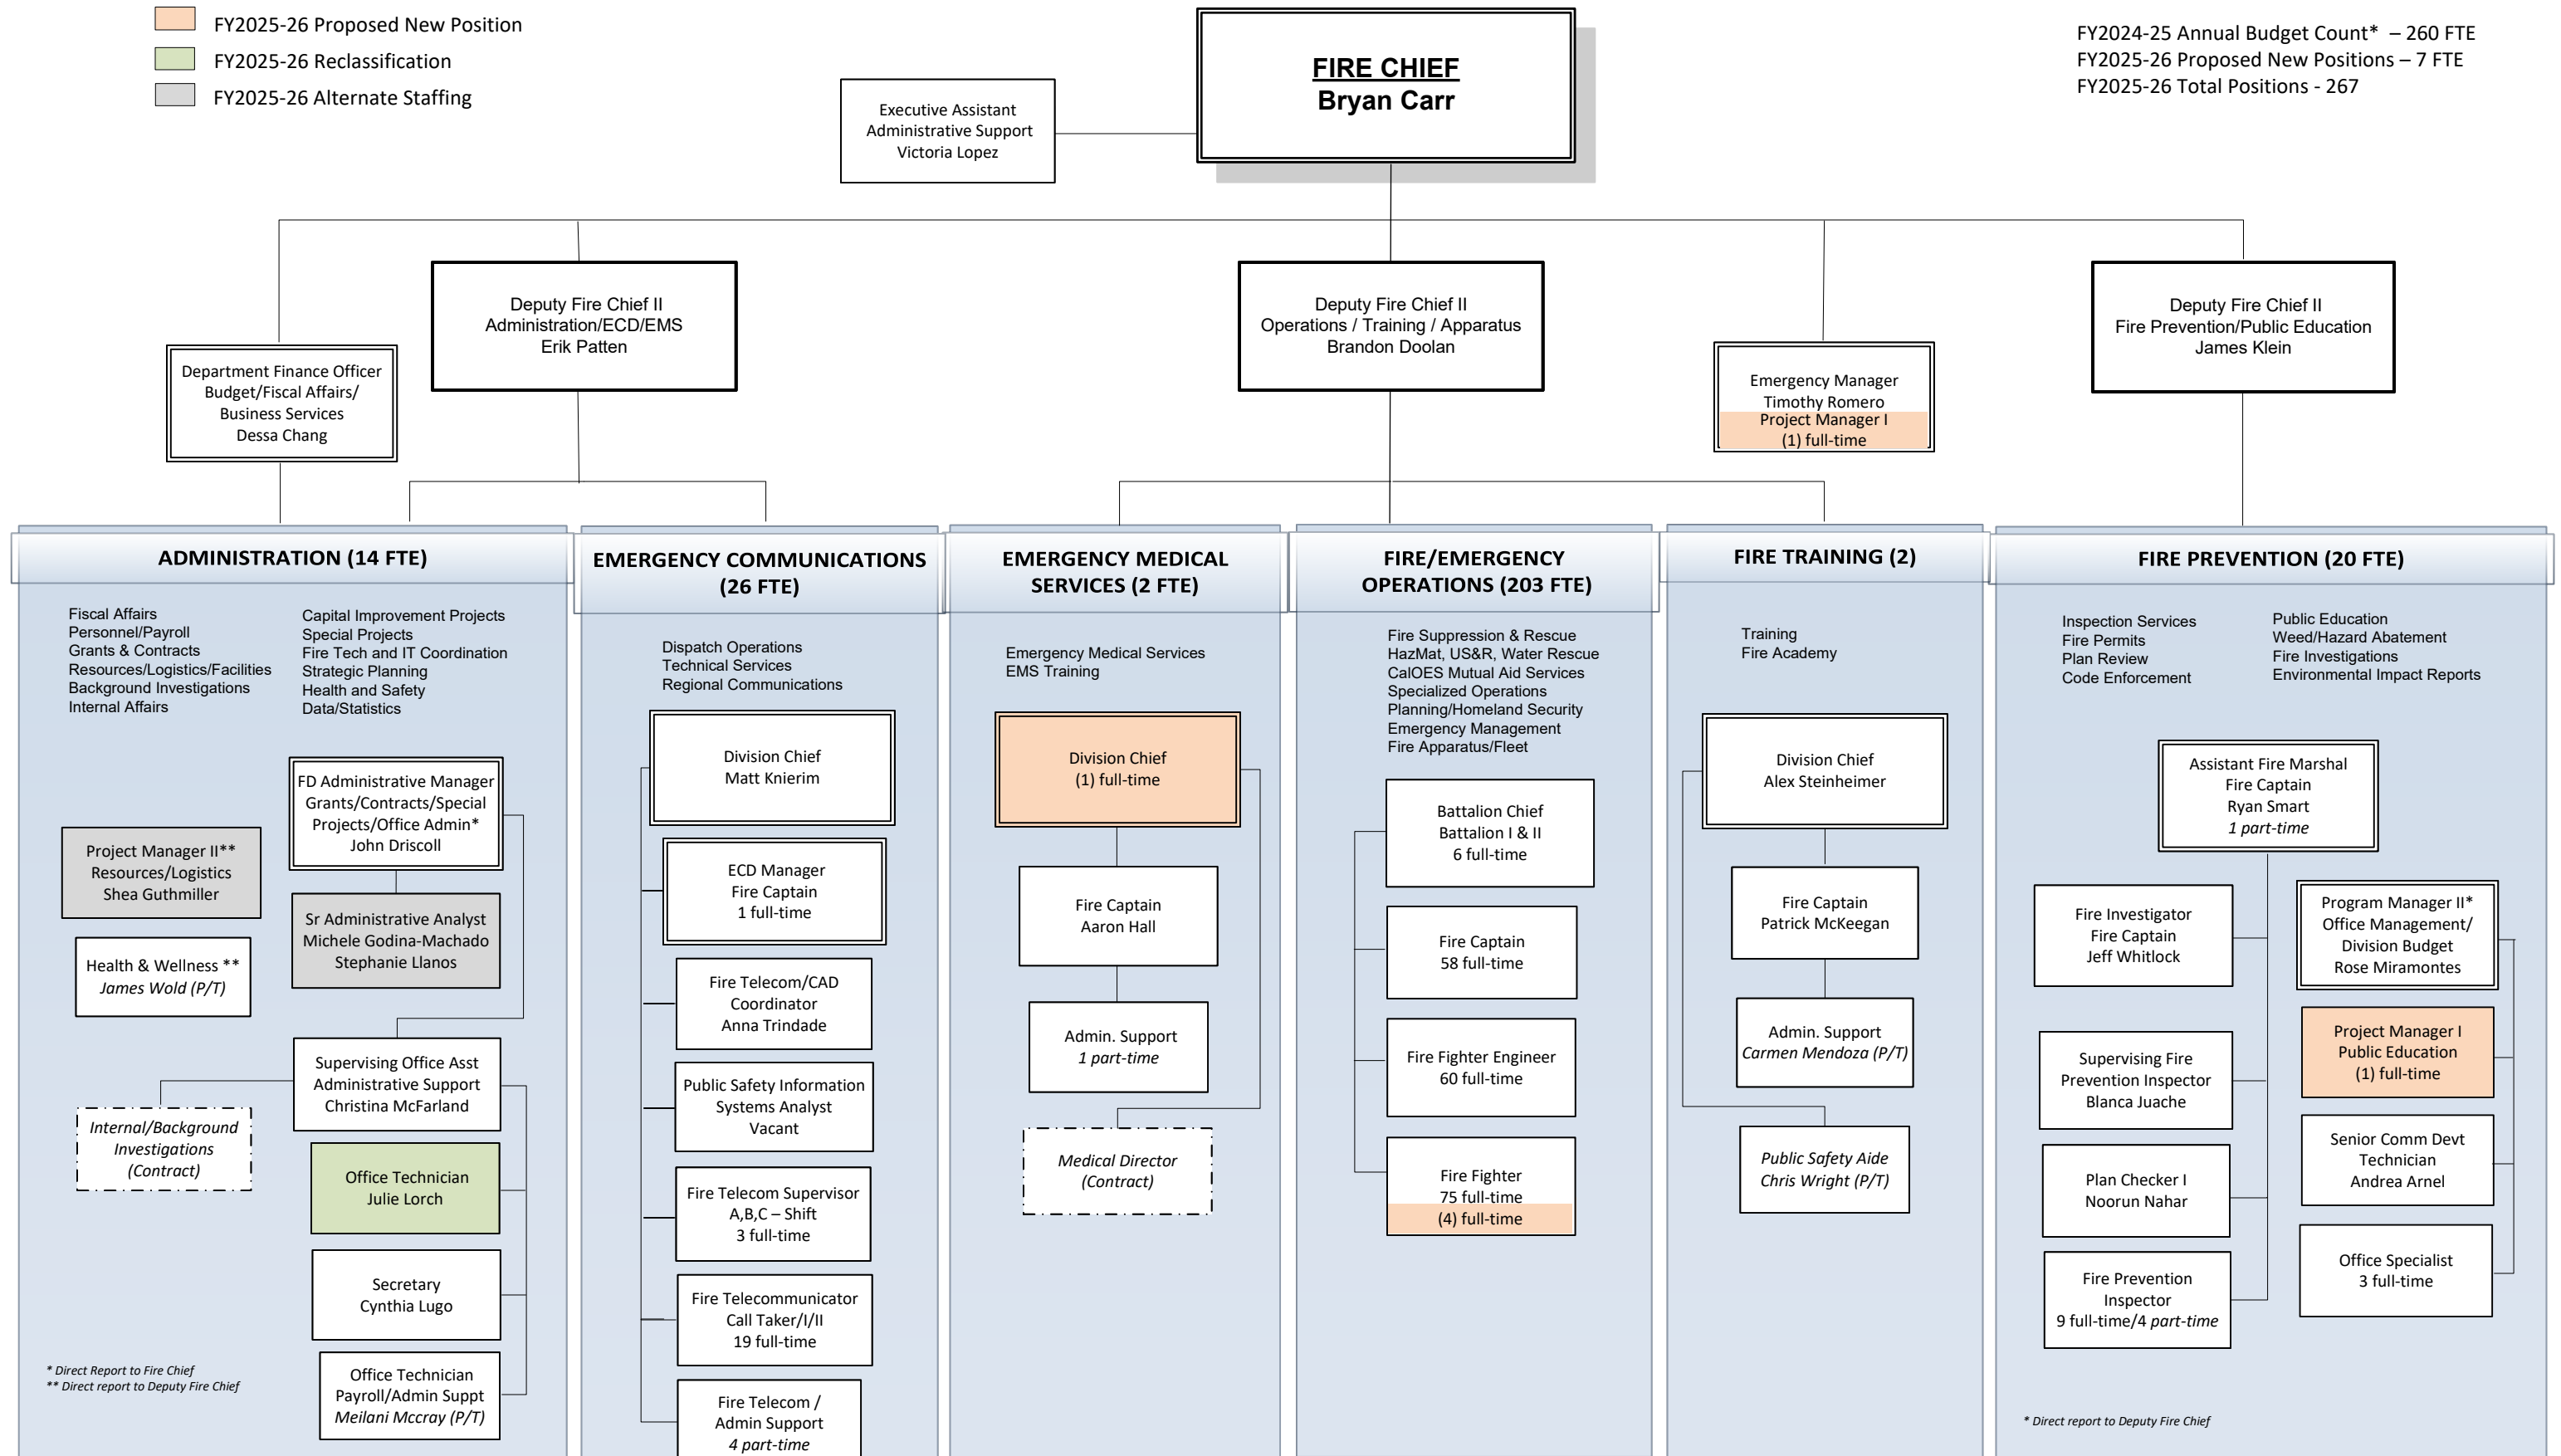 FY2025-26 Proposed New Position
FY2025-26 Reclassification
FY2025-26 Alternate Staffing
FIRE CHIEF
Bryan Carr
Executive Assistant
Administrative Support
Victoria Lopez
FY2024-25 Annual Budget Count* – 260 FTE
FY2025-26 Proposed New Positions – 7 FTE
FY2025-26 Total Positions - 267
Department Finance Officer
Budget/Fiscal Affairs/
Business Services
Dessa Chang
Deputy Fire Chief II
Administration/ECD/EMS
Erik Patten
Deputy Fire Chief II
Operations / Training / Apparatus
Brandon Doolan
Emergency Manager
Timothy Romero
Project Manager I
(1) full-time
Deputy Fire Chief II
Fire Prevention/Public Education
James Klein
ADMINISTRATION (14 FTE)
Fiscal Affairs
Personnel/Payroll
Grants & Contracts
Resources/Logistics/Facilities
Background Investigations
Internal Affairs
Capital Improvement Projects
Special Projects
Fire Tech and IT Coordination
Strategic Planning
Health and Safety
Data/Statistics
FD Administrative Manager
Grants/Contracts/Special
Projects/Office Admin*
John Driscoll
Project Manager II**
Resources/Logistics
Shea Guthmiller
Sr Administrative Analyst
Michele Godina-Machado
Stephanie Llanos
Health & Wellness **
James Wold (P/T)
Supervising Office Asst
Administrative Support
Christina McFarland
Internal/Background
Investigations
(Contract)
Office Technician
Julie Lorch
Secretary
Cynthia Lugo
Office Technician
Payroll/Admin Suppt
Meilani Mccray (P/T)
* Direct Report to Fire Chief
** Direct report to Deputy Fire Chief
EMERGENCY COMMUNICATIONS
(26 FTE)
Dispatch Operations
Technical Services
Regional Communications
Division Chief
Matt Knierim
ECD Manager
Fire Captain
1 full-time
Fire Telecom/CAD
Coordinator
Anna Trindade
Public Safety Information
Systems Analyst
Vacant
Fire Telecom Supervisor
A,B,C – Shift
3 full-time
Fire Telecommunicator
Call Taker/I/II
19 full-time
Fire Telecom /
Admin Support
4 part-time
EMERGENCY MEDICAL
SERVICES (2 FTE)
Emergency Medical Services
EMS Training
Division Chief
(1) full-time
Fire Captain
Aaron Hall
Admin. Support
1 part-time
Medical Director
(Contract)
FIRE/EMERGENCY
OPERATIONS (203 FTE)
Fire Suppression & Rescue
HazMat, US&R, Water Rescue
CalOES Mutual Aid Services
Specialized Operations
Planning/Homeland Security
Emergency Management
Fire Apparatus/Fleet
Battalion Chief
Battalion I & II
6 full-time
Fire Captain
58 full-time
Fire Fighter Engineer
60 full-time
Fire Fighter
75 full-time
(4) full-time
FIRE TRAINING (2)
Training
Fire Academy
Division Chief
Alex Steinheimer
Fire Captain
Patrick McKeegan
Admin. Support
Carmen Mendoza (P/T)
Public Safety Aide
Chris Wright (P/T)
FIRE PREVENTION (20 FTE)
Inspection Services
Fire Permits
Plan Review
Code Enforcement
Public Education
Weed/Hazard Abatement
Fire Investigations
Environmental Impact Reports
Assistant Fire Marshal
Fire Captain
Ryan Smart
1 part-time
Fire Investigator
Fire Captain
Jeff Whitlock
Supervising Fire
Prevention Inspector
Blanca Juache
Plan Checker I
Noorun Nahar
Fire Prevention
Inspector
9 full-time/4 part-time
Program Manager II*
Office Management/
Division Budget
Rose Miramontes
Project Manager I
Public Education
(1) full-time
Senior Comm Devt
Technician
Andrea Arnel
Office Specialist
3 full-time
* Direct report to Deputy Fire Chief